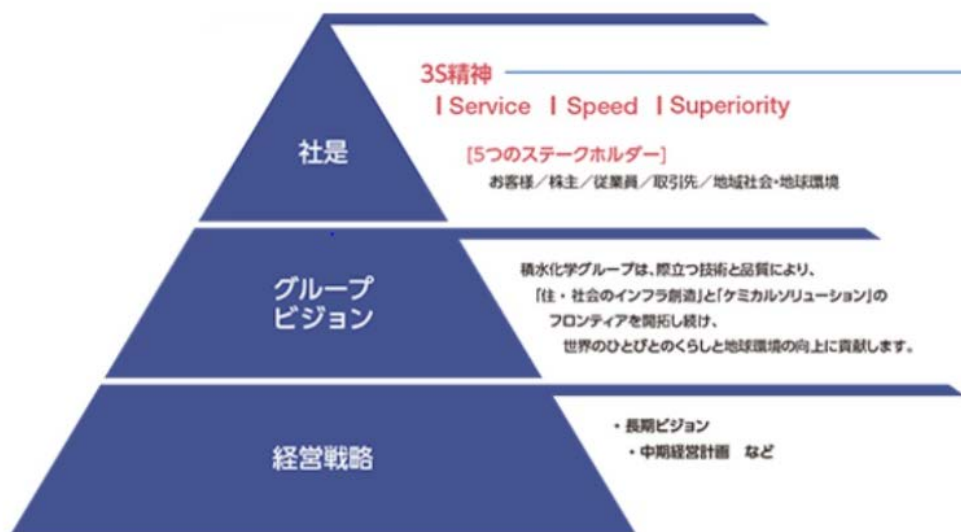 3S精神
Service Speed Superiority
社是
[5つのステークホルダー]
お客様／株主／従業員／取引先／地域社会・地球環境
グループ
ビジョン
積水化学グループは、際立つ技術と品質により、
「住・社会のインフラ創造」と「ケミカルソリューション」の
フロンティアを開拓し続け、
世界のひとびとのくらしと地球環境の向上に貢献します。
経営戦略
・長期ビジョン
・中期経営計画 など